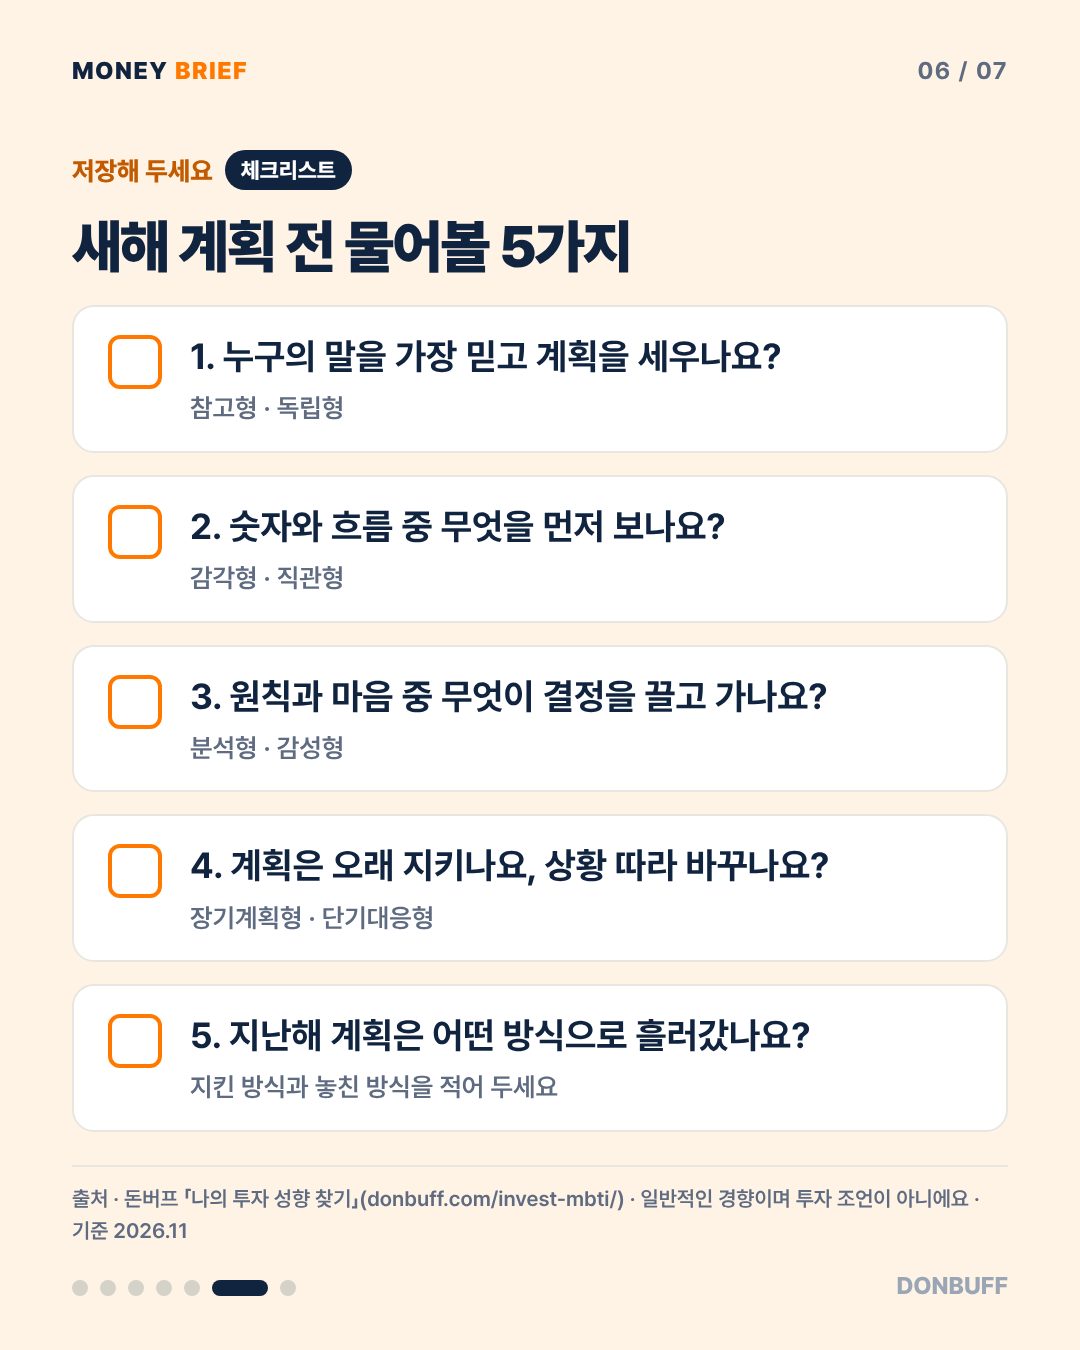 MONEY BRIEF
06 / 07
저장해 두세요 체크리스트
새해 계획 전 물어볼 5가지
1. 누구의 말을 가장 믿고 계획을 세우나요?
참고형 · 독립형
2. 숫자와 흐름 중 무엇을 먼저 보나요?
감각형 · 직관형
3. 원칙과 마음 중 무엇이 결정을 끌고 가나요?
분석형 · 감성형
4. 계획은 오래 지키나요, 상황 따라 바꾸나요?
장기계획형 · 단기대응형
5. 지난해 계획은 어떤 방식으로 흘러갔나요?
지킨 방식과 놓친 방식을 적어 두세요
출처 · 돈버프 「나의 투자 성향 찾기」(donbuff.com/invest-mbti/) · 일반적인 경향이며 투자 조언이 아니에요 ·
기준 2026.11
DONBUFF